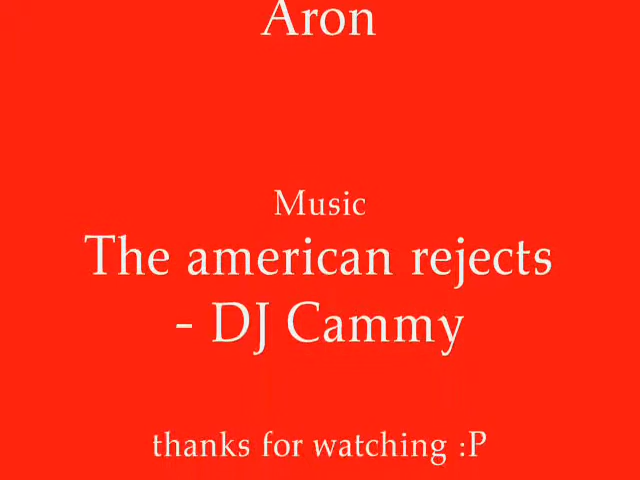 Aron
Music
The american rejects
- DJ Cammy
thanks for watching :P